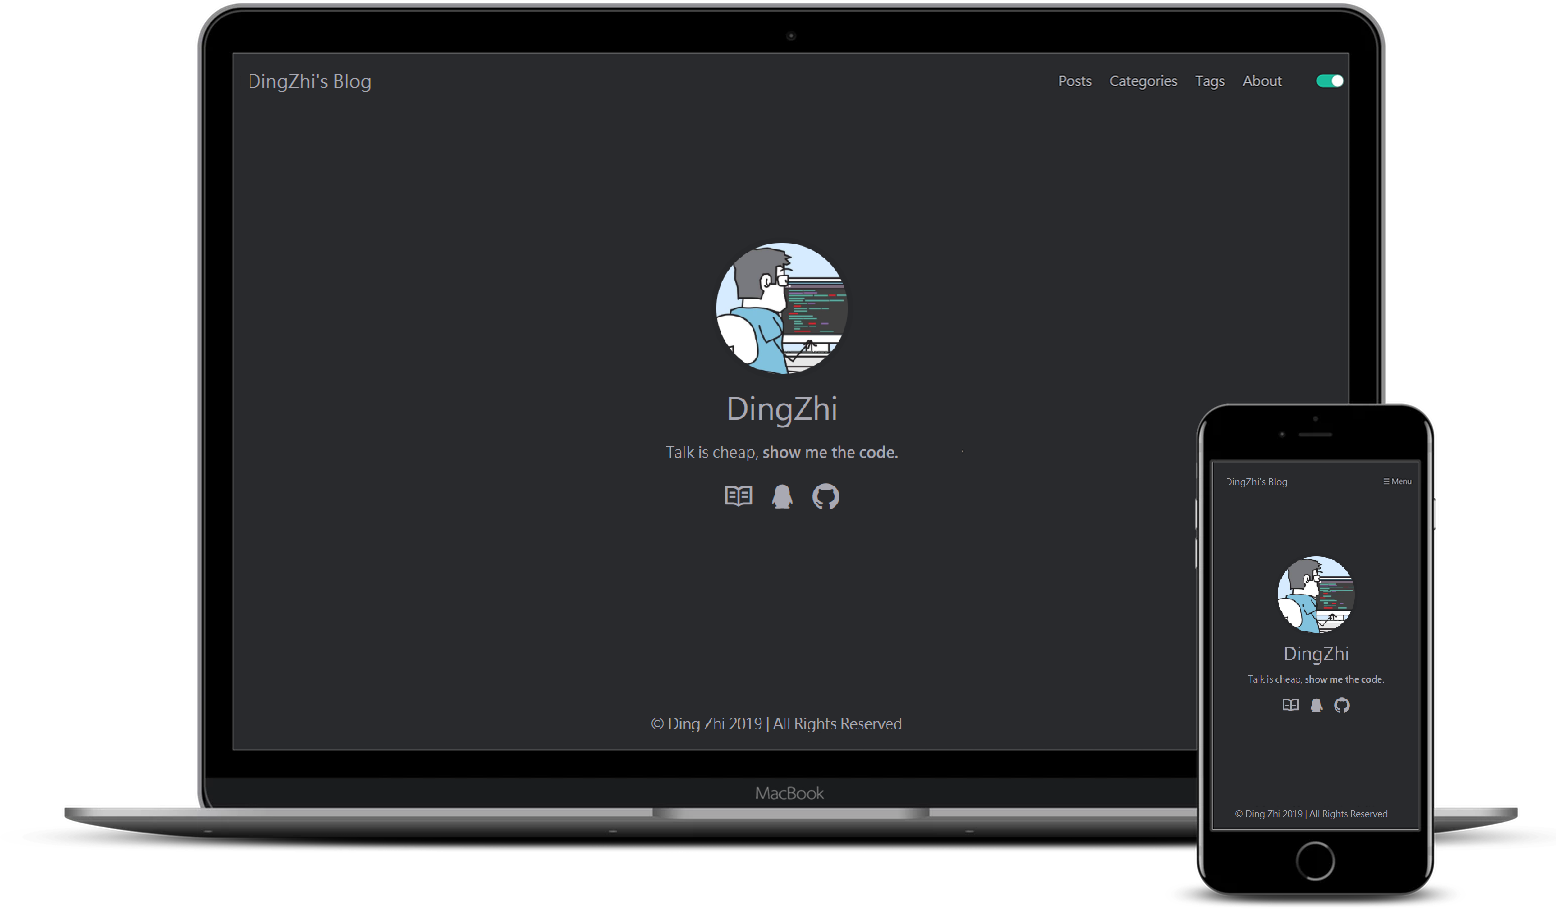 DingZhi's Blog
Posts Categories Tags About
DingZhi
Talk is cheap, show me the code.
© Ding Zhi 2019 | All Rights Reserved
MacBook
DingZhi's Blog
☰ Menu
DingZhi
Talk is cheap, show me the code.
© Ding Zhi 2019 | All Rights Reserved